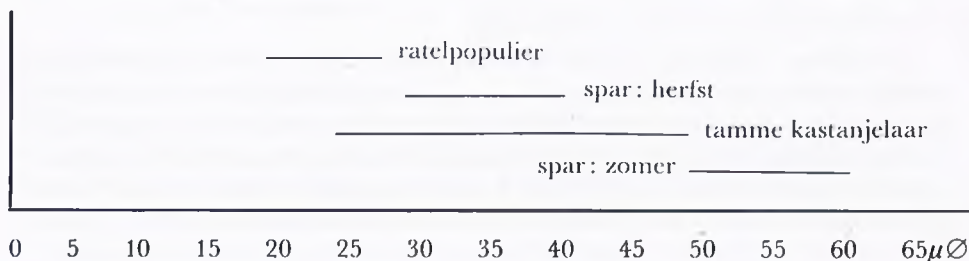 ratelpopulier
spar: herfst
tamme kastanjelaar
spar: zomer
0 5 10 15 20 25 30 35 40 45 50 55 60 65μ∅